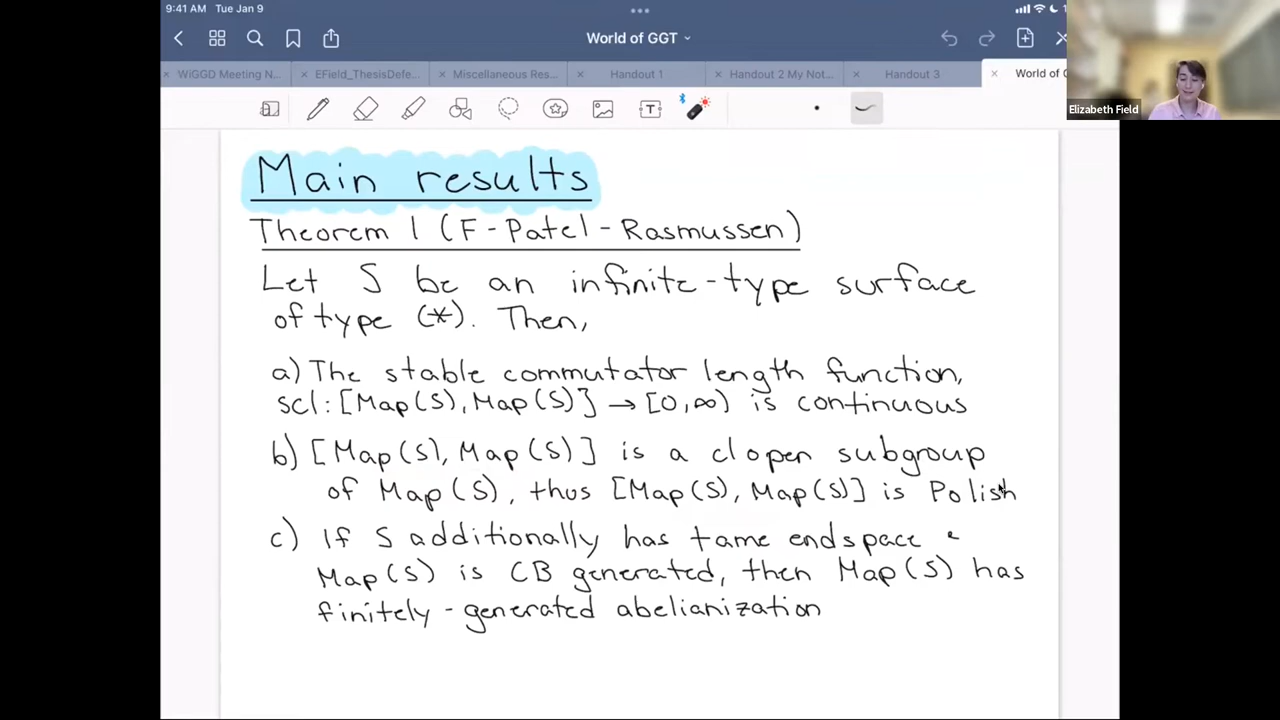 9:41 AM Tue Jan 9
World of GGT
WiGGD Meeting N...
EField_ThesisDefe...
Miscellaneous Res...
Handout 1
Handout 2 My Not...
Handout 3
World of
Elizabeth Field
Main results
Theorem 1 (F-Patel-Rasmussen)
Let S be an infinite-type surface
of type (*). Then,
a) The stable commutator length function,
scl: [Map(S), Map(S)] → [0,∞) is continuous
b) [Map(S), Map(S)] is a clopen subgroup
of Map(S), thus [Map(S), Map(S)] is Polish
c) If S additionally has tame endspace
Map(S) is CB generated, then Map(S) has
finitely-generated abelianization